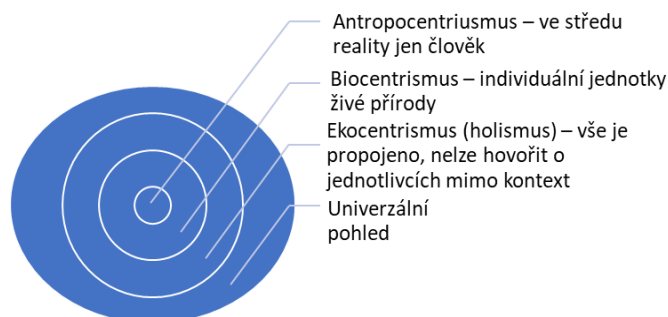 Antropocentriusmus – ve středu
reality jen člověk
Biocentrismus – individuální jednotky
živé přírody
Ekocentrismus (holismus) – vše je
propojeno, nelze hovořit o
jednotlivcích mimo kontext
Univerzální
pohled